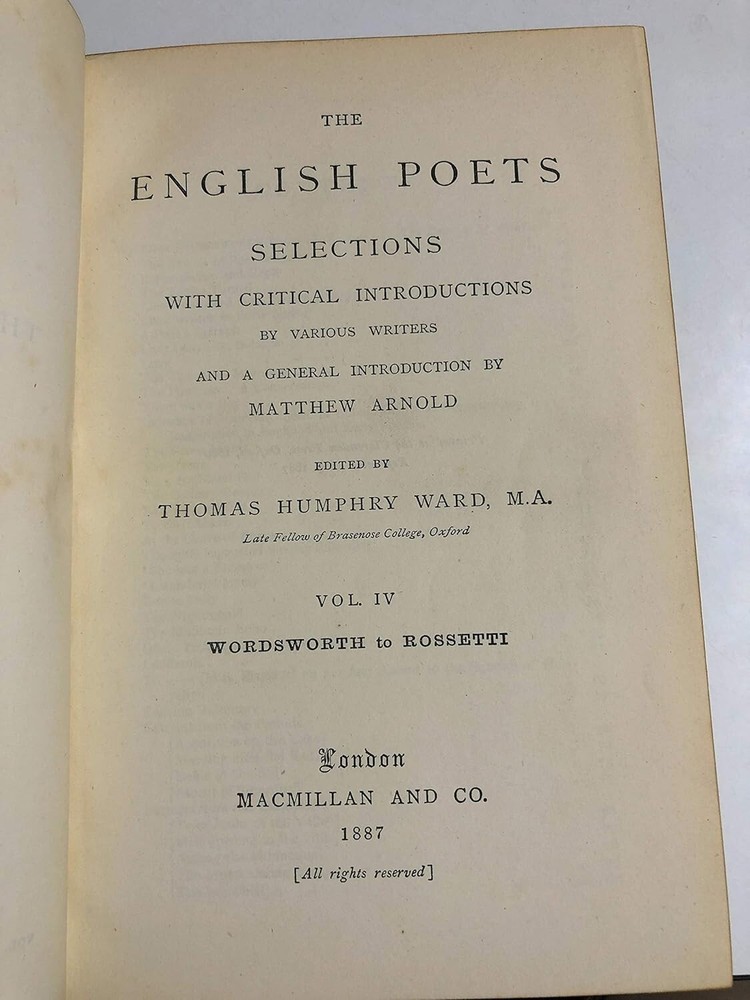 THE
ENGLISH POETS
SELECTIONS
WITH CRITICAL INTRODUCTIONS
BY VARIOUS WRITERS
AND A GENERAL INTRODUCTION BY
MATTHEW ARNOLD
EDITED BY
THOMAS HUMPHRY WARD, M.A.
Late Fellow of Brasenose College, Oxford
VOL. IV
WORDSWORTH to ROSSETTI
London
MACMILLAN AND CO.
1887
[All rights reserved]